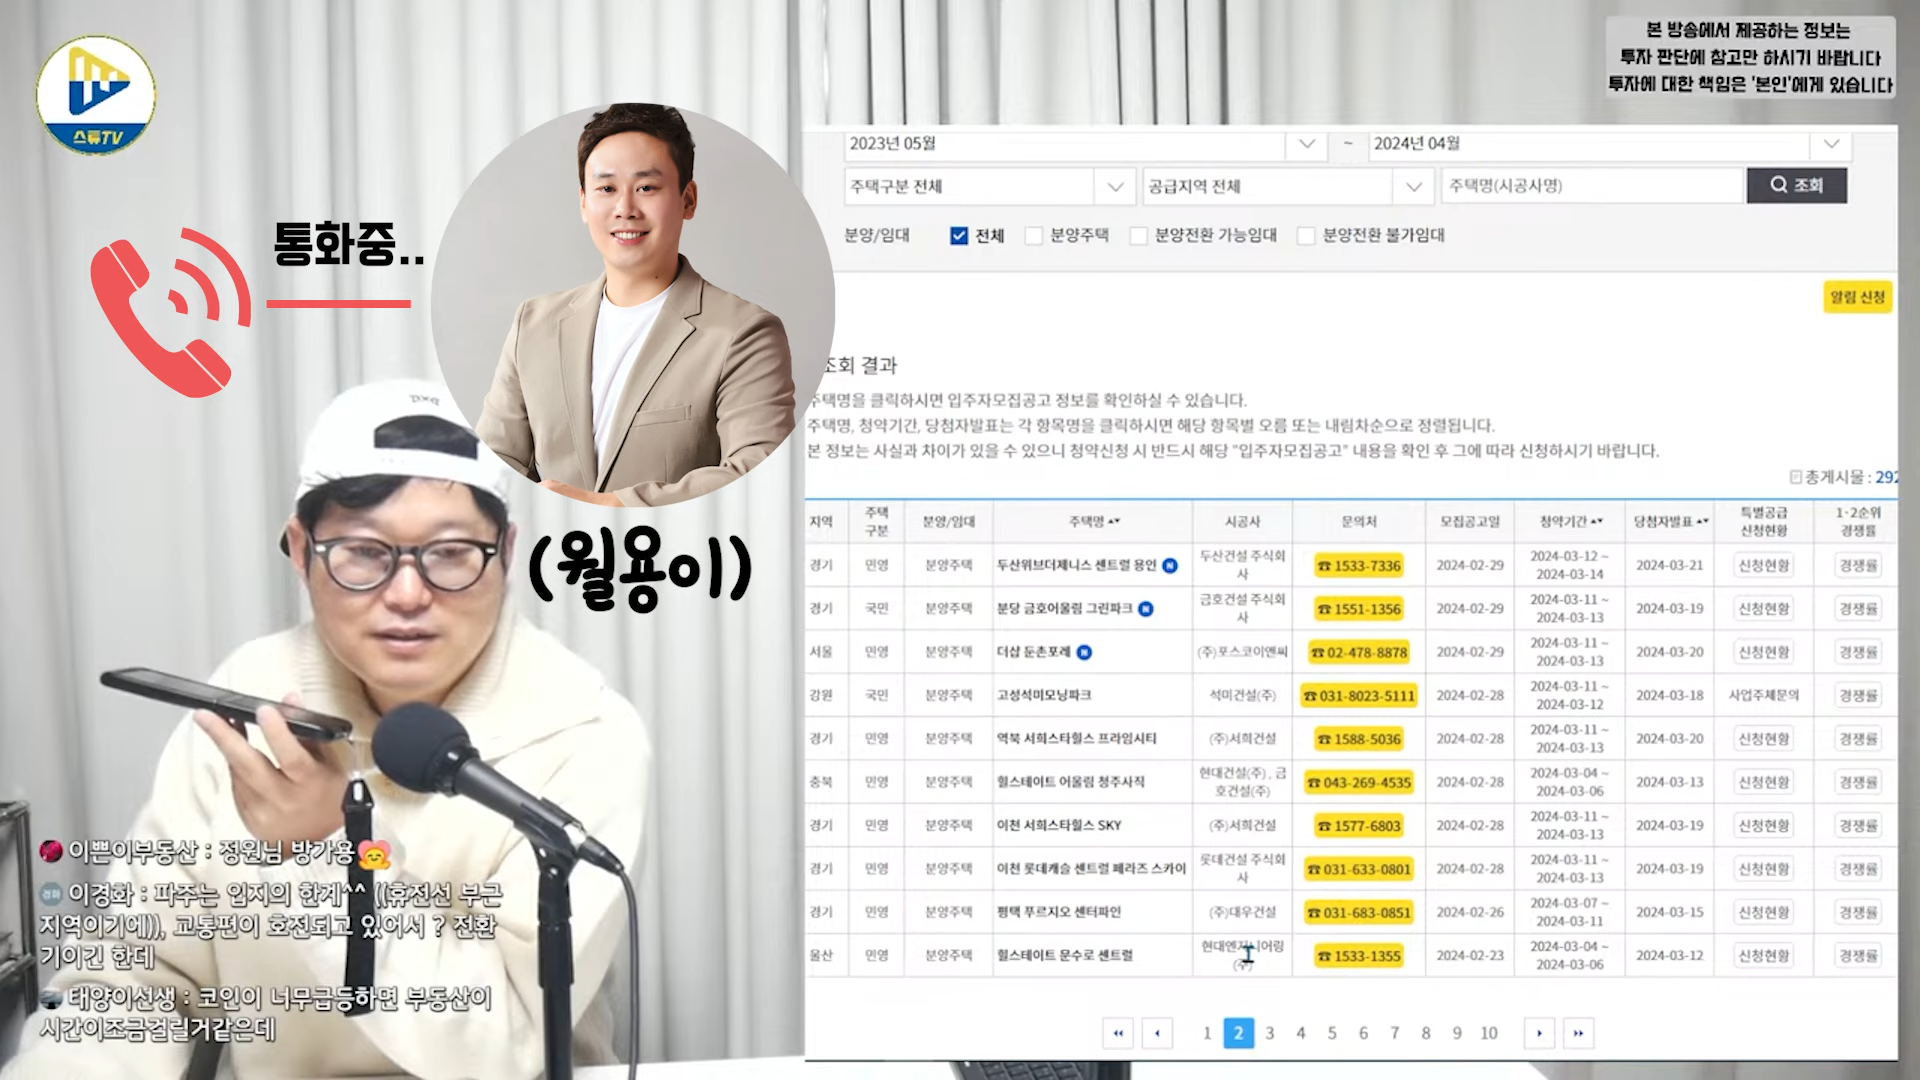 스튜TV
본 방송에서 제공하는 정보는
투자 판단에 참고만 하시기 바랍니다
투자에 대한 책임은 '본인'에게 있습니다
통화중..
(월용이)
2023년 05월 ~ 2024년 04월
주택구분 전체 공급지역 전체 주택명(시공사명) 조회
분양/임대 전체 분양주택 분양전환 가능임대 분양전환 불가임대
알림 신청
조회 결과
주택명을 클릭하시면 입주자모집공고 정보를 확인하실 수 있습니다.
주택명, 청약기간, 당첨자발표는 각 항목명을 클릭하시면 해당 항목별 오름 또는 내림차순으로 정렬됩니다.
본 정보는 사실과 차이가 있을 수 있으니 청약신청 시 반드시 해당 "입주자모집공고" 내용을 확인 후 그에 따라 신청하시기 바랍니다.
총게시물 : 292
지역 주택구분 분양/임대 주택명 시공사 문의처 모집공고일 청약기간 당첨자발표 특별공급 신청현황 1·2순위 경쟁률
경기 민영 분양주택 두산위브더제니스 센트럴 용인 N 두산건설 주식회사 ☎ 1533-7336 2024-02-29 2024-03-12 ~ 2024-03-14 2024-03-21 신청현황 경쟁률
경기 국민 분양주택 분당 금호어울림 그린파크 N 금호건설 주식회사 ☎ 1551-1356 2024-02-29 2024-03-11 ~ 2024-03-13 2024-03-19 신청현황 경쟁률
서울 민영 분양주택 더샵 둔촌포레 N (주)포스코이앤씨 ☎ 02-478-8878 2024-02-29 2024-03-11 ~ 2024-03-13 2024-03-20 신청현황 경쟁률
강원 국민 분양주택 고성석미모닝파크 석미건설(주) ☎ 031-8023-5111 2024-02-28 2024-03-11 ~ 2024-03-12 2024-03-18 사업주체문의 경쟁률
경기 민영 분양주택 역북 서희스타힐스 프라임시티 (주)서희건설 ☎ 1588-5036 2024-02-28 2024-03-11 ~ 2024-03-13 2024-03-20 신청현황 경쟁률
충북 민영 분양주택 힐스테이트 어울림 청주사직 현대건설(주), 금호건설(주) ☎ 043-269-4535 2024-02-28 2024-03-04 ~ 2024-03-06 2024-03-13 신청현황 경쟁률
경기 민영 분양주택 이천 서희스타힐스 SKY (주)서희건설 ☎ 1577-6803 2024-02-28 2024-03-11 ~ 2024-03-13 2024-03-19 신청현황 경쟁률
경기 민영 분양주택 이천 롯데캐슬 센트럴 페라즈 스카이 롯데건설 주식회사 ☎ 031-633-0801 2024-02-28 2024-03-11 ~ 2024-03-13 2024-03-19 신청현황 경쟁률
경기 민영 분양주택 평택 푸르지오 센터파인 (주)대우건설 ☎ 031-683-0851 2024-02-26 2024-03-07 ~ 2024-03-11 2024-03-15 신청현황 경쟁률
울산 민영 분양주택 힐스테이트 문수로 센트럴 현대엔지니어링(주) ☎ 1533-1355 2024-02-23 2024-03-04 ~ 2024-03-06 2024-03-12 신청현황 경쟁률
1 2 3 4 5 6 7 8 9 10
이쁜이부동산 : 정원님 방가용
이경화 : 파주는 입지의 한계^^ ((휴전선 부근
지역이기에)), 교통편이 호전되고 있어서 ? 전환
기이긴 한데
태양이선생 : 코인이 너무급등하면 부동산이
시간이조금걸릴거같은데